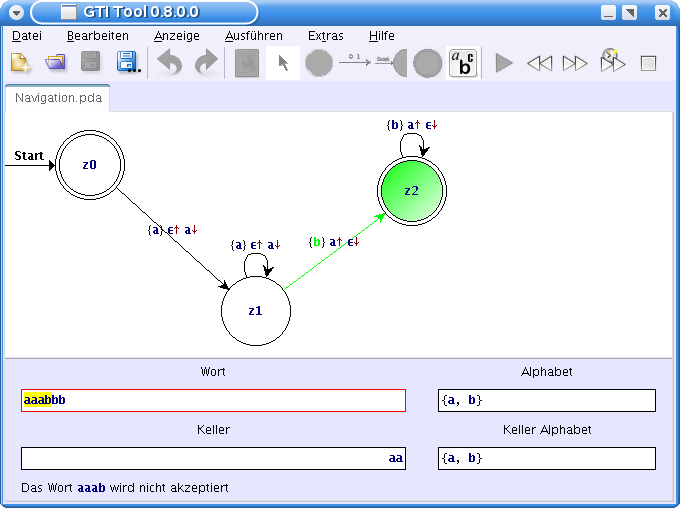 GTI Tool 0.8.0.0
Datei Bearbeiten Anzeige Ausführen Extras Hilfe
Navigation.pda
{b} a↑ ε↓
Start
z0
z2
{a} ε↑ a↓
{a} ε↑ a↓
{b} a↑ ε↓
z1
Wort
Alphabet
aaabbb
{a, b}
Keller
Keller Alphabet
aa
{a, b}
Das Wort aaab wird nicht akzeptiert